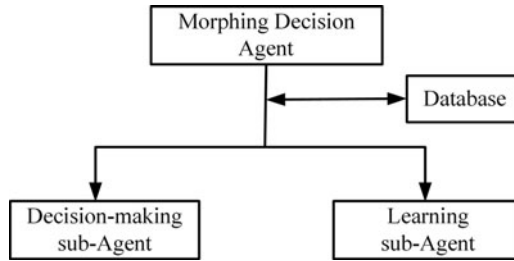 Morphing Decision
Agent
Database
Decision-making
sub-Agent
Learning
sub-Agent